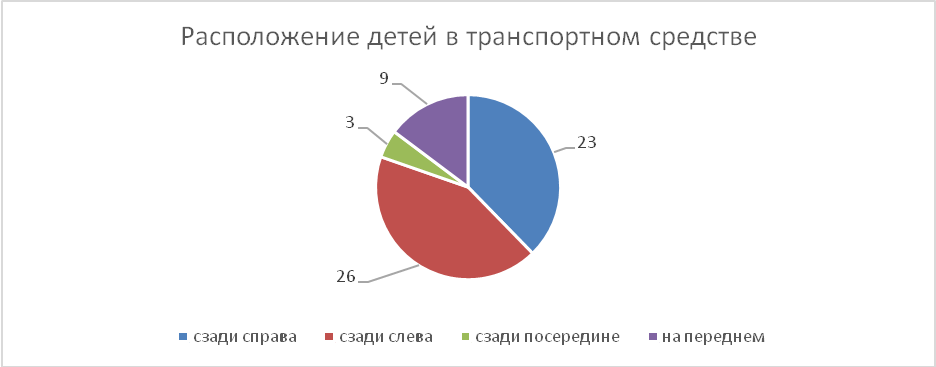 Расположение детей в транспортном средстве
9
3
23
26
сзади справа сзади слева сзади посередине на переднем